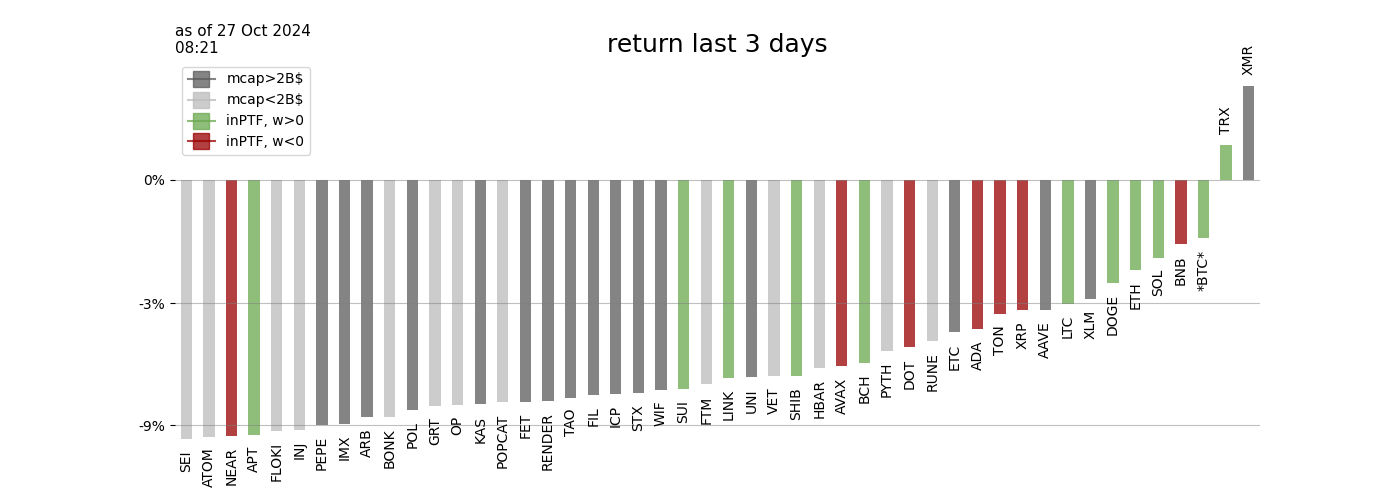 as of 27 Oct 2024
08:21
return last 3 days
mcap>2B$
mcap<2B$
inPTF, w>0
inPTF, w<0
0%
-3%
-9%
SEI
ATOM
NEAR
APT
FLOKI
INJ
PEPE
IMX
ARB
BONK
POL
GRT
OP
KAS
POPCAT
FET
RENDER
TAO
FIL
ICP
STX
WIF
SUI
FTM
LINK
UNI
VET
SHIB
HBAR
AVAX
BCH
PYTH
DOT
RUNE
ETC
ADA
TON
XRP
AAVE
LTC
XLM
DOGE
ETH
SOL
BNB
*BTC*
TRX
XMR